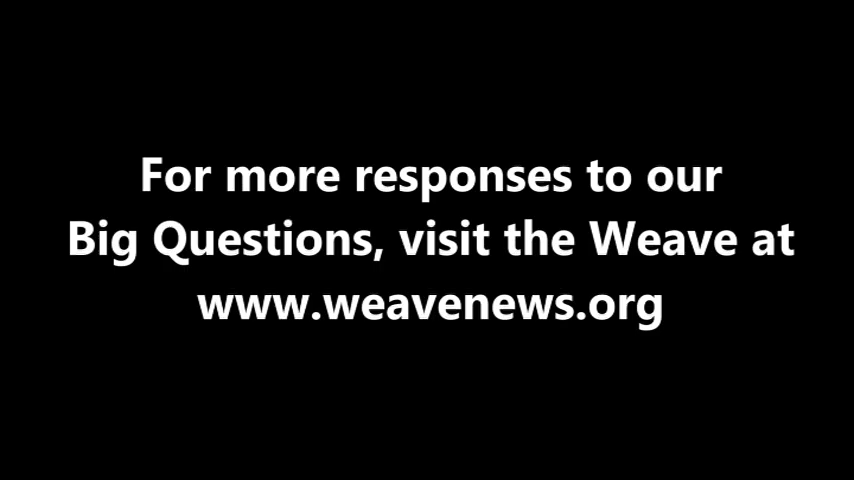 For more responses to our
Big Questions, visit the Weave at
www.weavenews.org